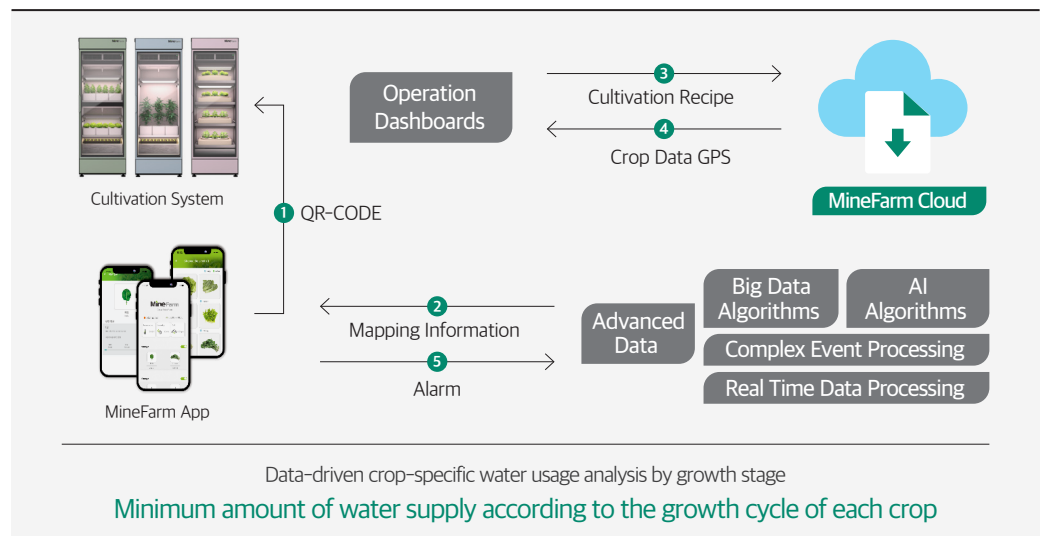 Operation
Dashboards
3
Cultivation Recipe
4
Crop Data GPS
MineFarm Cloud
Cultivation System
1 QR-CODE
MineFarm
MineFarm App
2
Mapping Information
5
Alarm
Advanced
Data
Big Data
Algorithms
AI
Algorithms
Complex Event Processing
Real Time Data Processing
Data-driven crop-specific water usage analysis by growth stage
Minimum amount of water supply according to the growth cycle of each crop